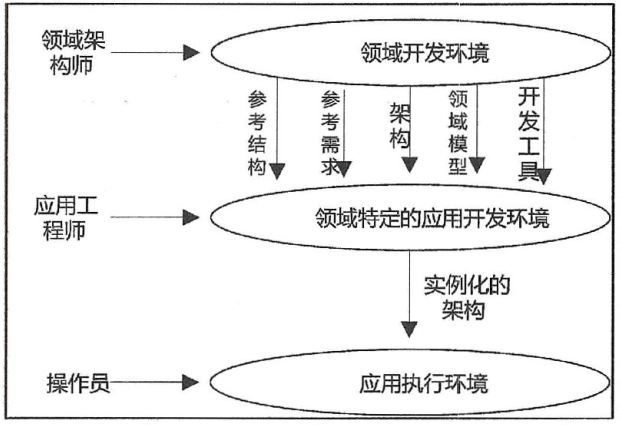 领域架
构师
领域开发环境
参考结构
参考需求
架构
领域模型
开发工具
应用工
程师
领域特定的应用开发环境
实例化的
架构
操作员
应用执行环境